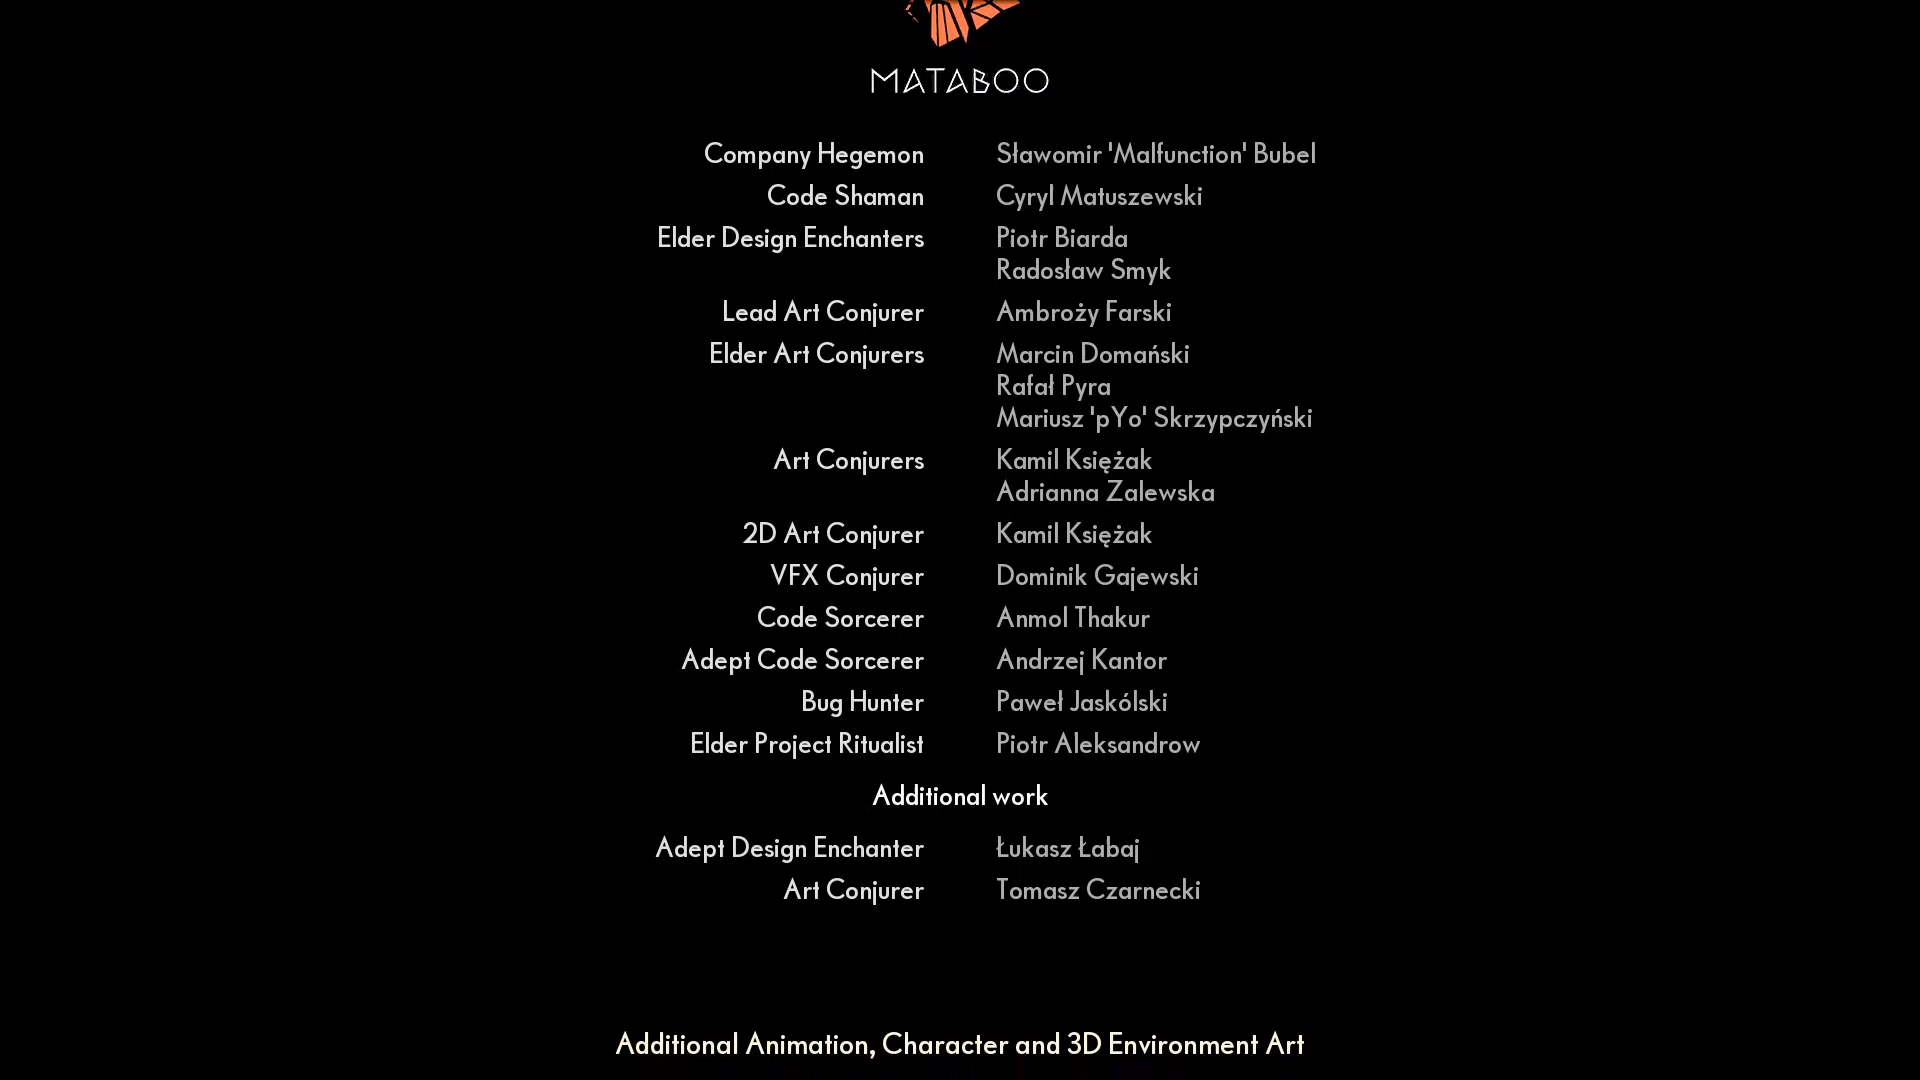 MATABOO
Company Hegemon Sławomir 'Malfunction' Bubel
Code Shaman Cyryl Matuszewski
Elder Design Enchanters Piotr Biarda
Radosław Smyk
Lead Art Conjurer Ambroży Farski
Elder Art Conjurers Marcin Domański
Rafał Pyra
Mariusz 'pYo' Skrzypczyński
Art Conjurers Kamil Księżak
Adrianna Zalewska
2D Art Conjurer Kamil Księżak
VFX Conjurer Dominik Gajewski
Code Sorcerer Anmol Thakur
Adept Code Sorcerer Andrzej Kantor
Bug Hunter Paweł Jaskólski
Elder Project Ritualist Piotr Aleksandrow
Additional work
Adept Design Enchanter Łukasz Łabaj
Art Conjurer Tomasz Czarnecki
Additional Animation, Character and 3D Environment Art